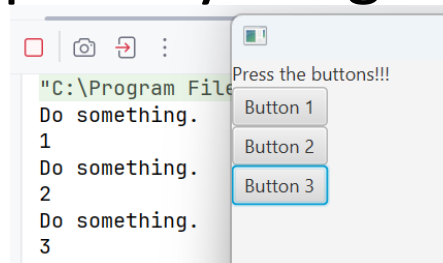 "C:\Program File
Do something.
1
Do something.
2
Do something.
3
Press the buttons!!!
Button 1
Button 2
Button 3